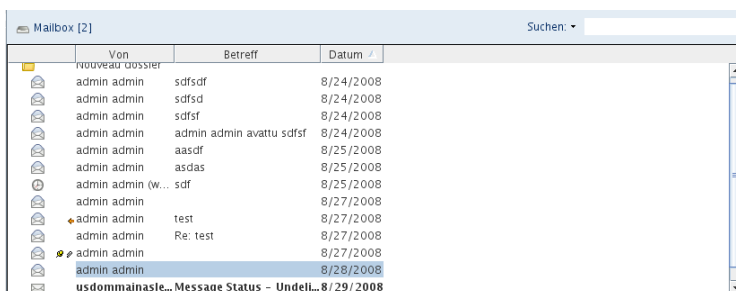 Mailbox [2] Suchen:
Von Betreff Datum
Nouveau dossier
admin admin sdfsdf 8/24/2008
admin admin sdfsd 8/24/2008
admin admin sdfsf 8/24/2008
admin admin admin admin avattu sdfsf 8/24/2008
admin admin aasdf 8/25/2008
admin admin asdas 8/25/2008
admin admin (w... sdf 8/25/2008
admin admin 8/27/2008
admin admin test 8/27/2008
admin admin Re: test 8/27/2008
admin admin 8/27/2008
admin admin 8/28/2008
usdommainasle... Message Status - Undeli... 8/29/2008